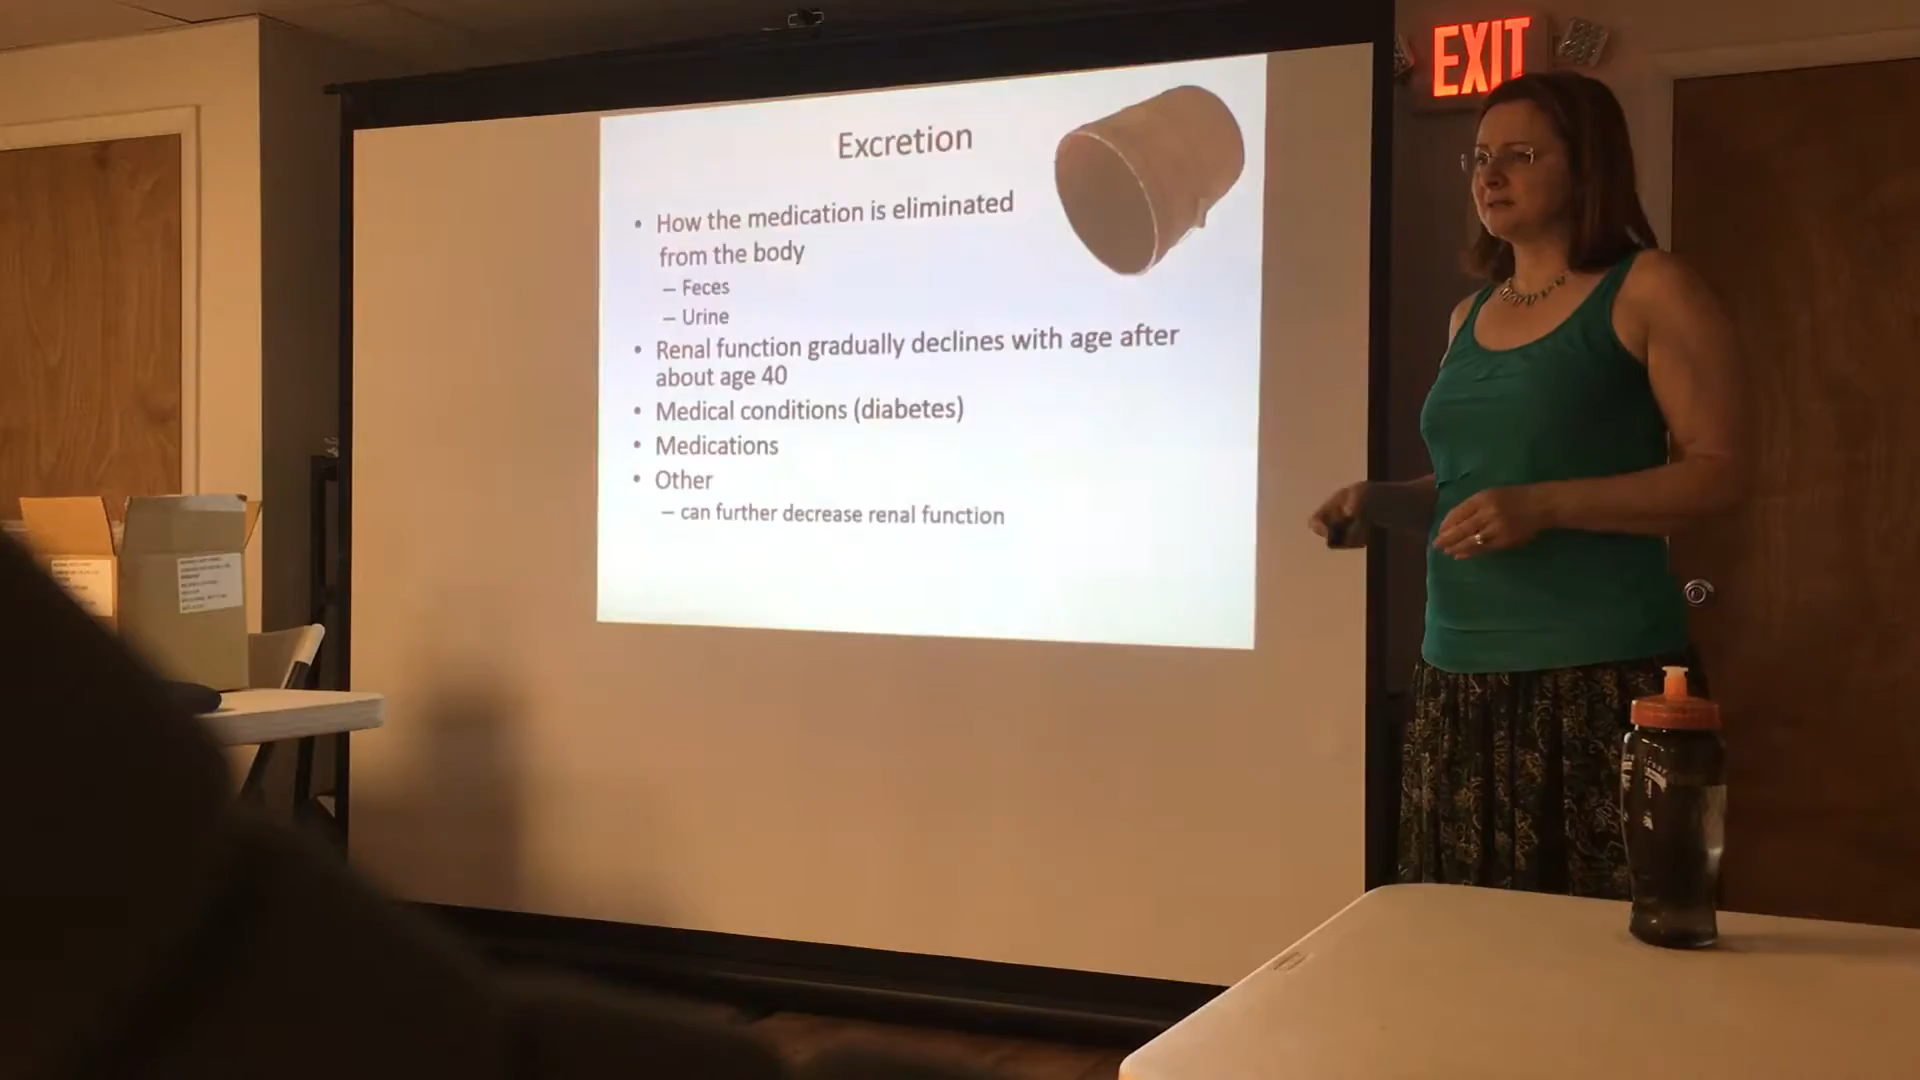 EXIT
Excretion
• How the medication is eliminated
from the body
– Feces
– Urine
• Renal function gradually declines with age after
about age 40
• Medical conditions (diabetes)
• Medications
• Other
– can further decrease renal function